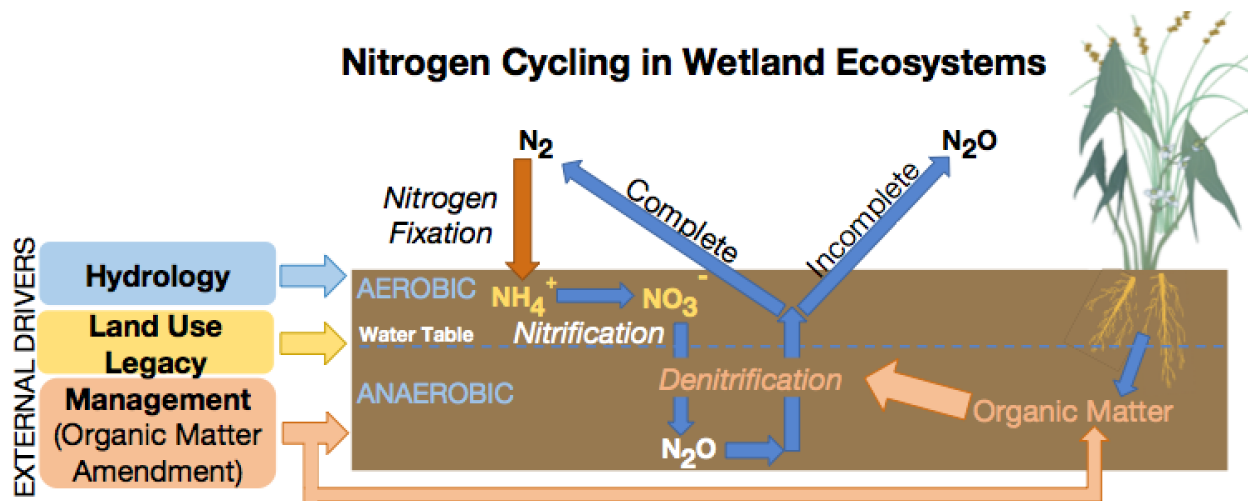 Nitrogen Cycling in Wetland Ecosystems
N₂
N₂O
Nitrogen
Fixation
Complete
Incomplete
EXTERNAL DRIVERS
Hydrology
Land Use
Legacy
Management
(Organic Matter
Amendment)
AEROBIC
NH₄⁺
NO₃⁻
Water Table
Nitrification
ANAEROBIC
Denitrification
Organic Matter
N₂O